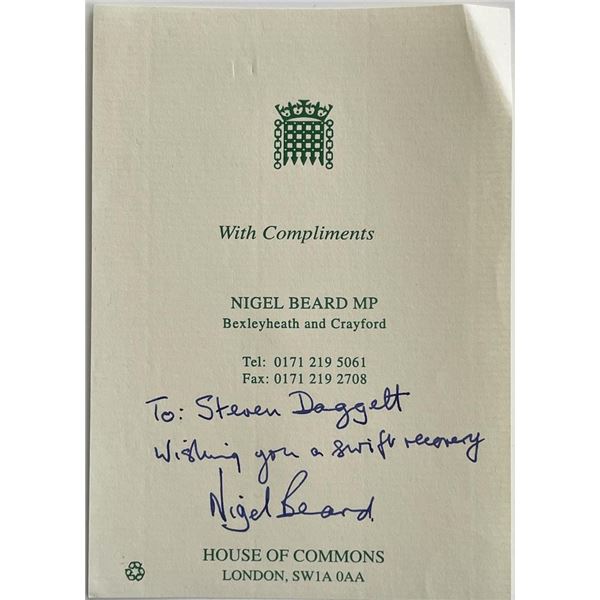 With Compliments
NIGEL BEARD MP
Bexleyheath and Crayford
Tel: 0171 219 5061
Fax: 0171 219 2708
To: Steven Daggett
Wishing you a swift recovery
Nigel Beard
HOUSE OF COMMONS
LONDON, SW1A 0AA